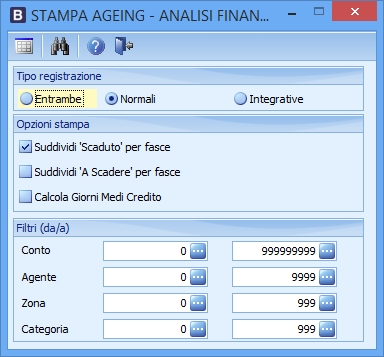 B STAMPA AGEING - ANALISI FINAN...
Tipo registrazione
Entrambe Normali Integrative
Opzioni stampa
Suddividi 'Scaduto' per fasce
Suddividi 'A Scadere' per fasce
Calcola Giorni Medi Credito
Filtri (da/a)
Conto 0 ... 999999999 ...
Agente 0 ... 9999 ...
Zona 0 ... 999 ...
Categoria 0 ... 999 ...